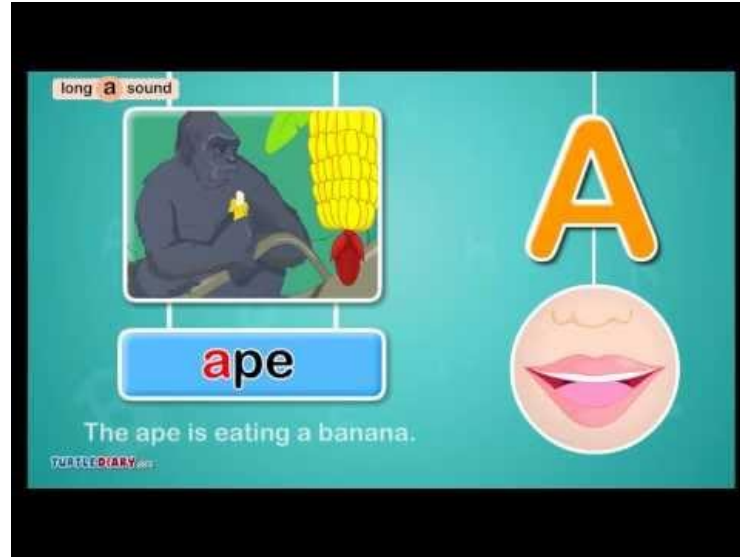 long a sound
A
ape
The ape is eating a banana.
TURTLEDIARY